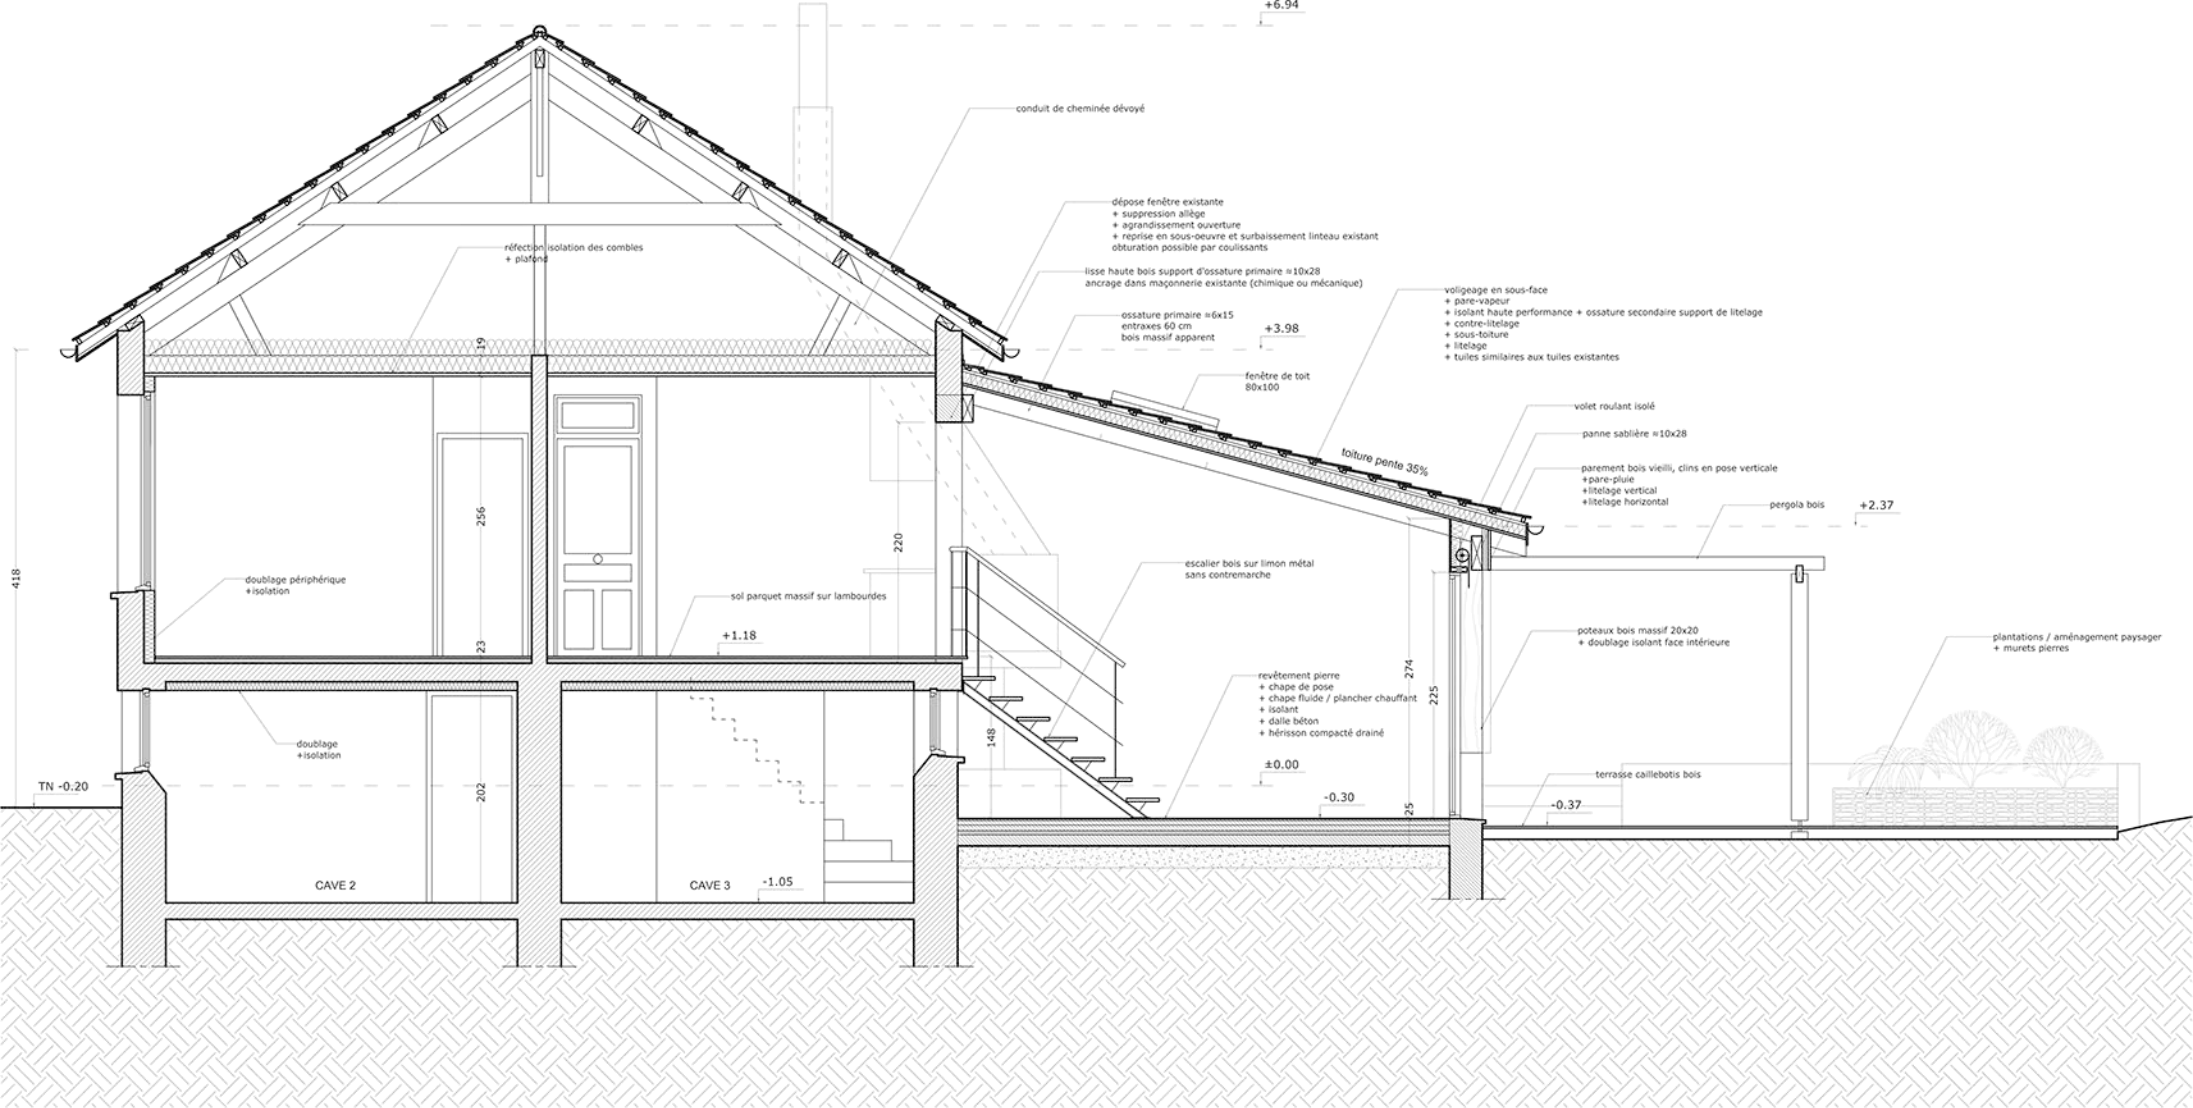 +6.94
conduit de cheminée dévoyé
dépose fenêtre existante
+ suppression allège
+ agrandissement ouverture
+ reprise en sous-oeuvre et surbaissement linteau existant
obturation possible par coulissants
réfection isolation des combles
+ plafond
lisse haute bois support d'ossature primaire ≈10x28
ancrage dans maçonnerie existante (chimique ou mécanique)
voligeage en sous-face
+ pare-vapeur
+ isolant haute performance + ossature secondaire support de litelage
+ contre-litelage
+ sous-toiture
+ litelage
+ tuiles similaires aux tuiles existantes
ossature primaire ≈6x15
entraxes 60 cm
bois massif apparent
+3.98
19
fenêtre de toit
80x100
volet roulant isolé
panne sablière ≈10x28
toiture pente 35%
parement bois vieilli, clins en pose verticale
+pare-pluie
+litelage vertical
+litelage horizontal
pergola bois
+2.37
256
220
418
doublage périphérique
+isolation
escalier bois sur limon métal
sans contremarche
sol parquet massif sur lambourdes
+1.18
23
poteaux bois massif 20x20
+ doublage isolant face intérieure
plantations / aménagement paysager
+ murets pierres
274
225
revêtement pierre
+ chape de pose
+ chape fluide / plancher chauffant
+ isolant
+ dalle béton
+ hérisson compacté drainé
148
doublage
+isolation
±0.00
terrasse caillebotis bois
TN -0.20
202
-0.30
25
-0.37
CAVE 2
CAVE 3
-1.05